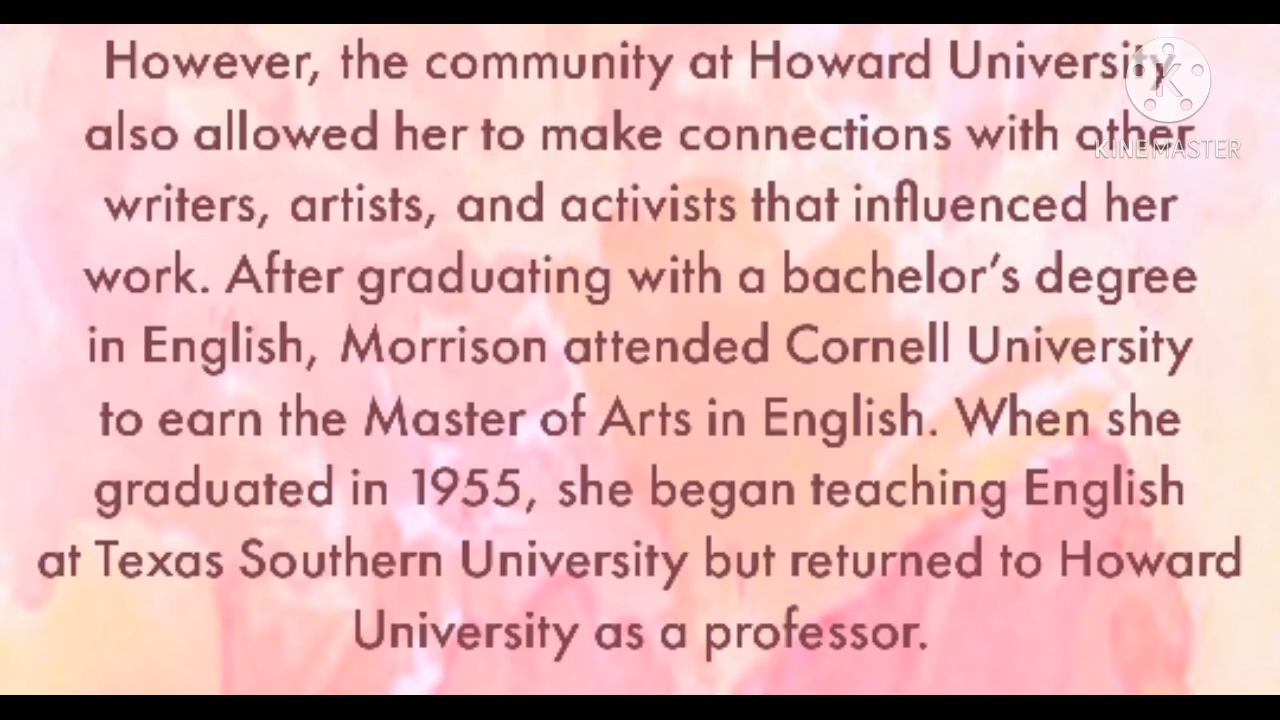 However, the community at Howard University
also allowed her to make connections with other
writers, artists, and activists that influenced her
work. After graduating with a bachelor’s degree
in English, Morrison attended Cornell University
to earn the Master of Arts in English. When she
graduated in 1955, she began teaching English
at Texas Southern University but returned to Howard
University as a professor.
K
KINEMASTER